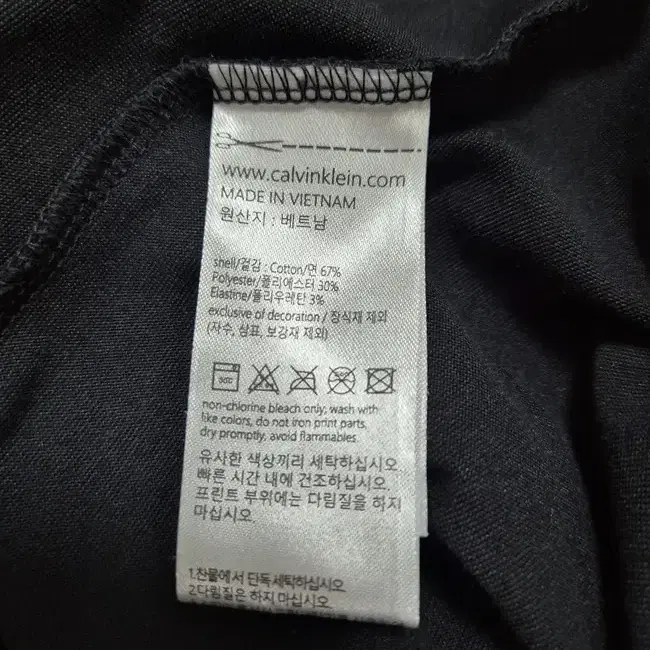 www.calvinklein.com
MADE IN VIETNAM
원산지 : 베트남
shell/겉감 : Cotton/면 67%
Polyester/폴리에스터 30%
Elastine/폴리우레탄 3%
exclusive of decoration / 장식재 제외
(자수, 상표, 보강재 제외)
non-chlorine bleach only, wash with
like colors, do not iron print parts,
dry promptly, avoid flammables.
유사한 색상끼리 세탁하십시오.
빠른 시간 내에 건조하십시오.
프린트 부위에는 다림질을 하지
마십시오.
1.찬물에서 단독세탁하십시오
2.다림질은 하지 마십시오